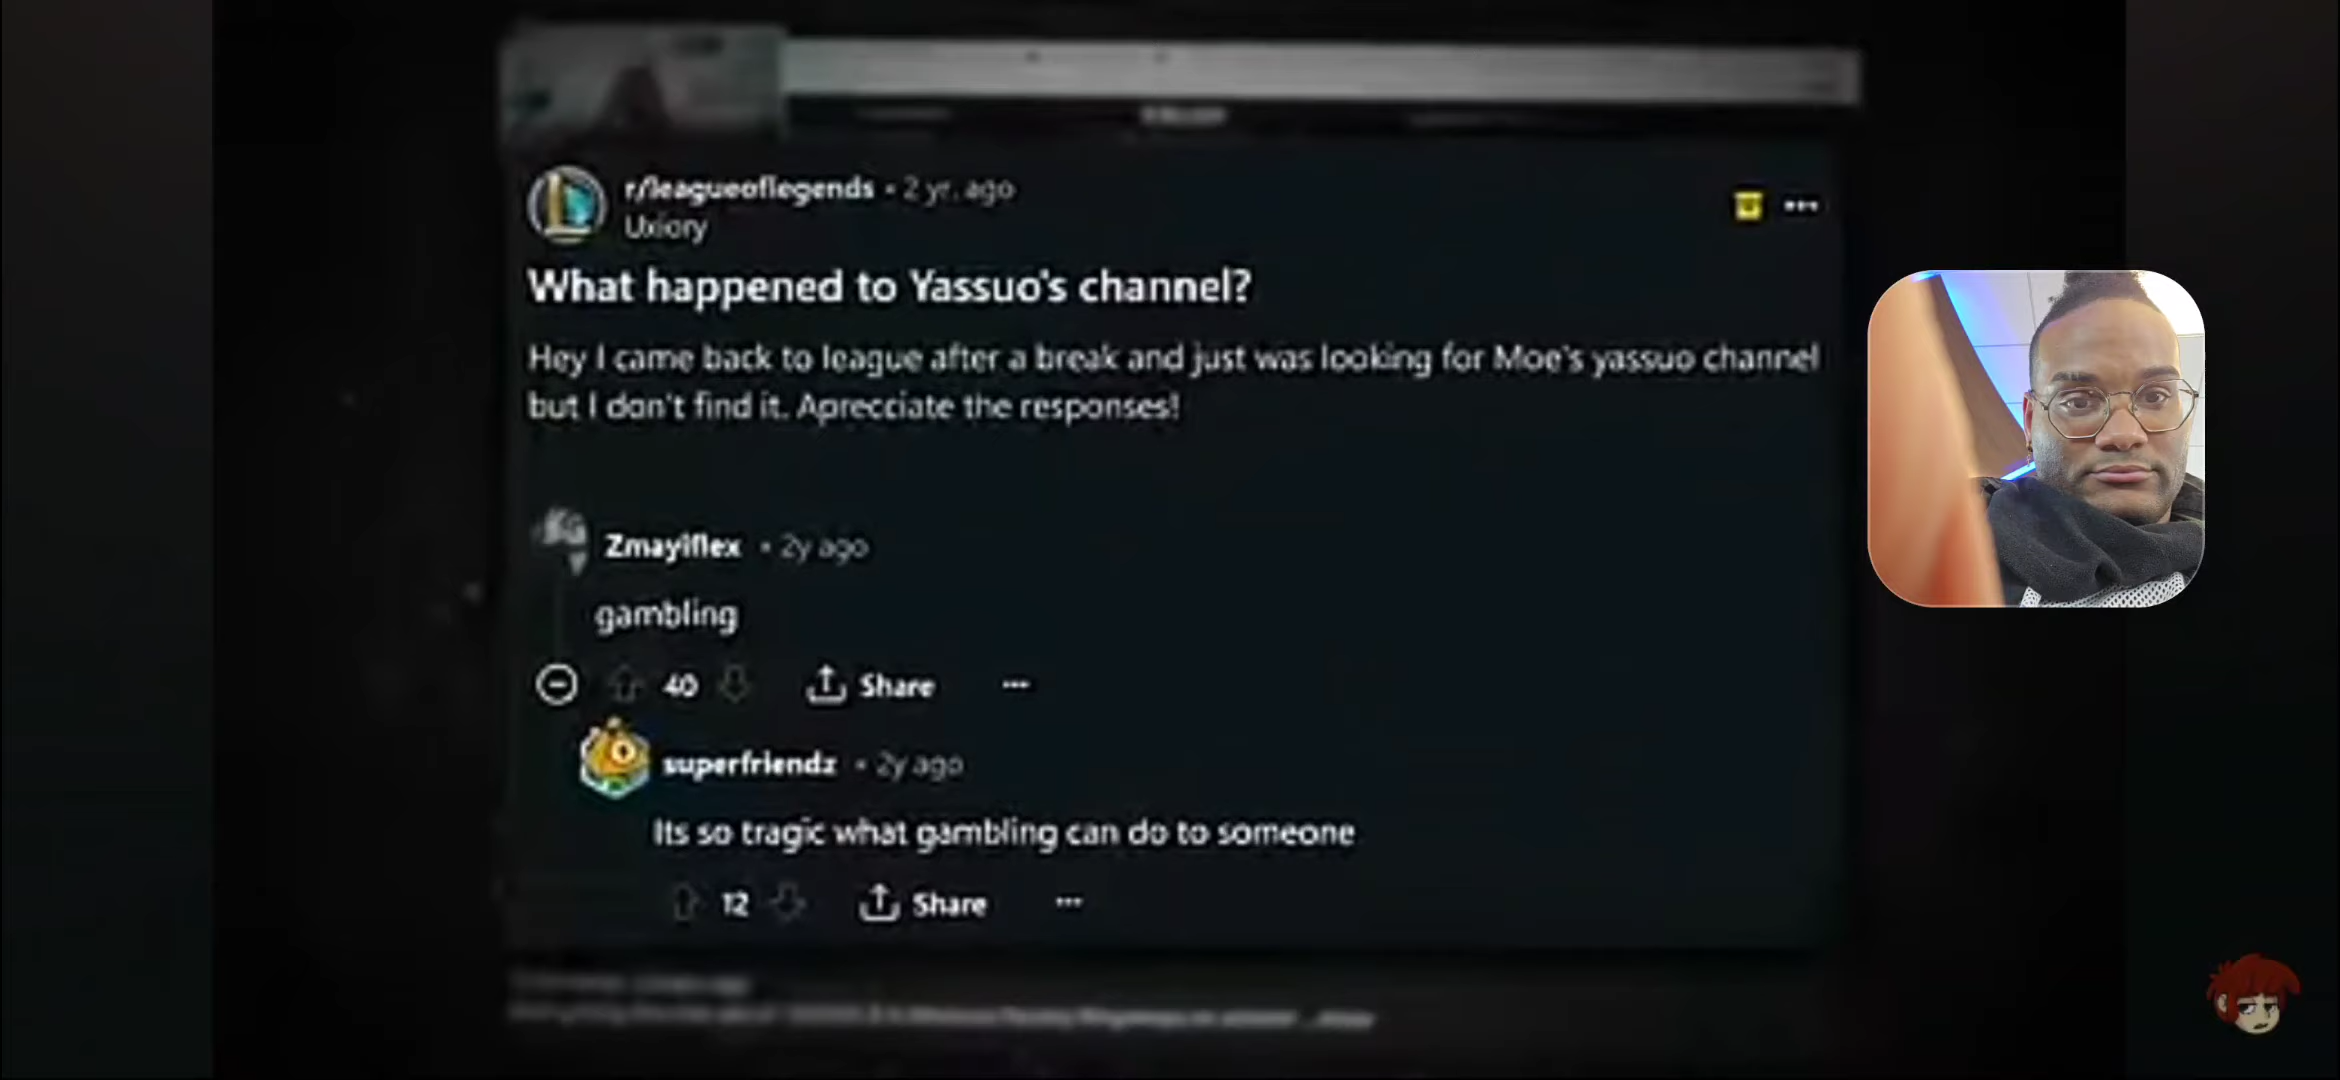 r/leagueoflegends • 2 yr. ago
Uxiory
What happened to Yassuo's channel?
Hey I came back to league after a break and just was looking for Moe's yassuo channel
but I don't find it. Aprecciate the responses!
Zmaylflex • 2y ago
gambling
40 Share
superfriendz • 2y ago
Its so tragic what gambling can do to someone
12 Share